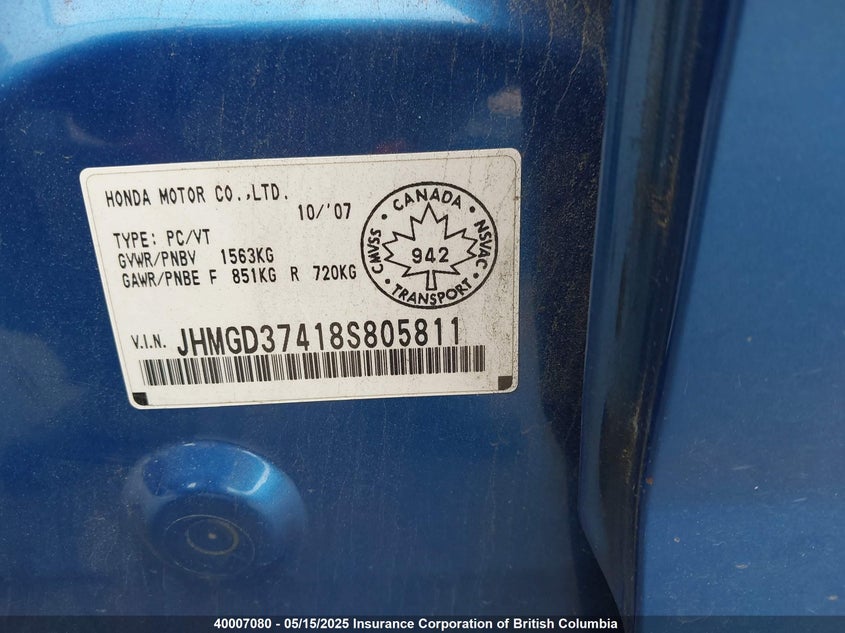 HONDA MOTOR CO.,LTD.
10/'07
TYPE: PC/VT
GVWR/PNBV 1563KG
GAWR/PNBE F 851KG R 720KG
CANADA
CMVSS
942
NSVAC
TRANSPORT
V.I.N. JHMGD37418S805811
40007080 - 05/15/2025 Insurance Corporation of British Columbia